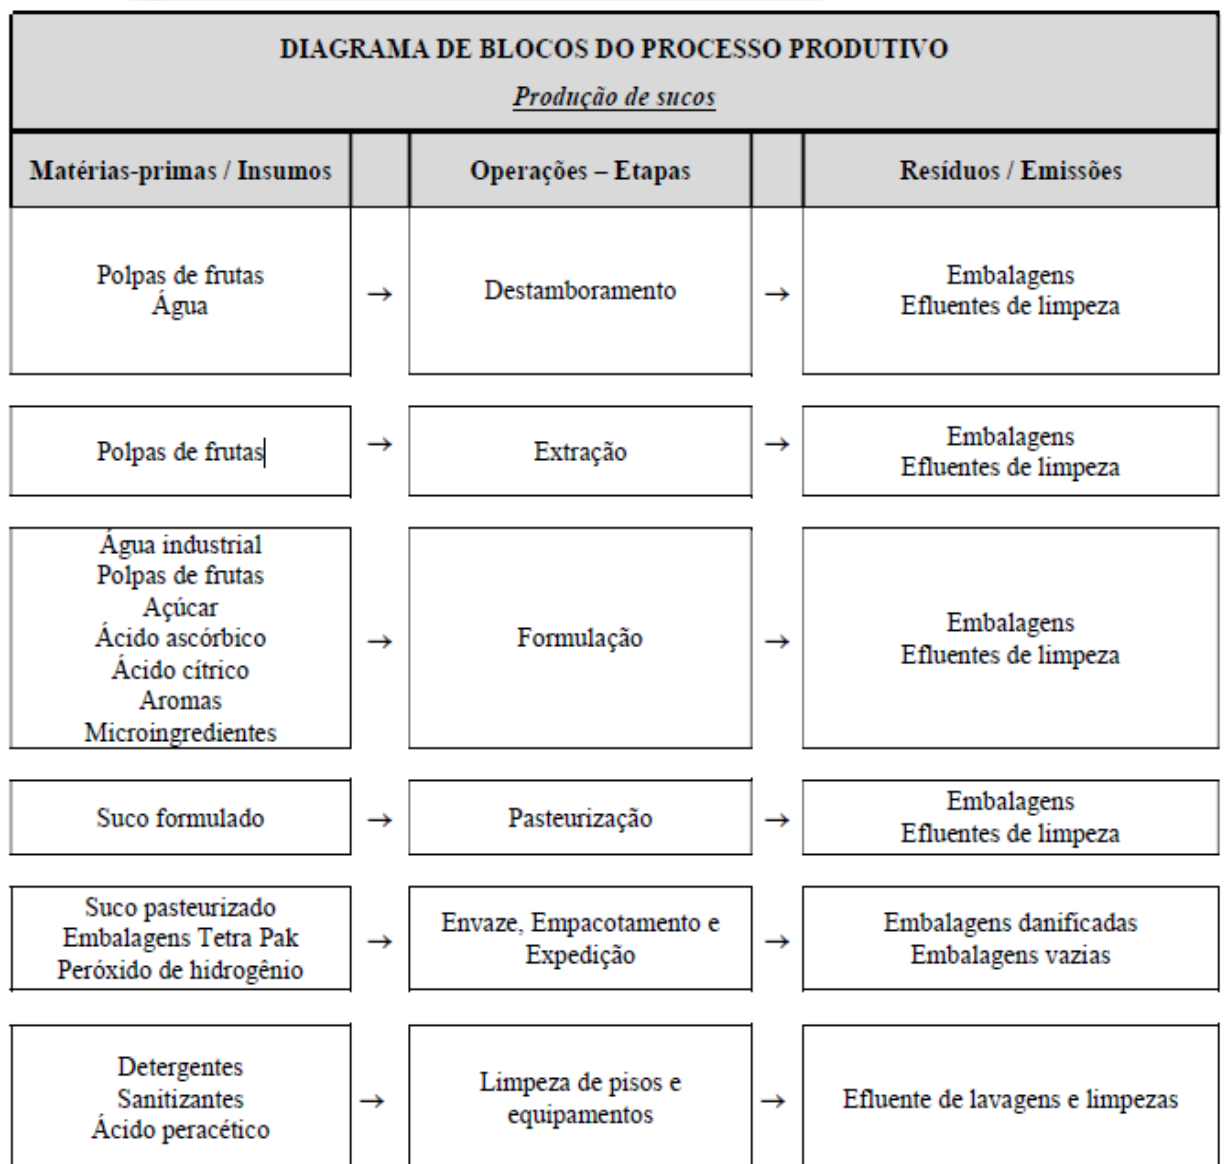 DIAGRAMA DE BLOCOS DO PROCESSO PRODUTIVO
Produção de sucos
Matérias-primas / Insumos
Operações – Etapas
Resíduos / Emissões
Polpas de frutas
Água
→
Destamboramento
→
Embalagens
Efluentes de limpeza
Polpas de frutas
→
Extração
→
Embalagens
Efluentes de limpeza
Água industrial
Polpas de frutas
Açúcar
Ácido ascórbico
Ácido cítrico
Aromas
Microingredientes
→
Formulação
→
Embalagens
Efluentes de limpeza
Suco formulado
→
Pasteurização
→
Embalagens
Efluentes de limpeza
Suco pasteurizado
Embalagens Tetra Pak
Peróxido de hidrogênio
→
Envaze, Empacotamento e
Expedição
→
Embalagens danificadas
Embalagens vazias
Detergentes
Sanitizantes
Ácido peracético
→
Limpeza de pisos e
equipamentos
→
Efluente de lavagens e limpezas